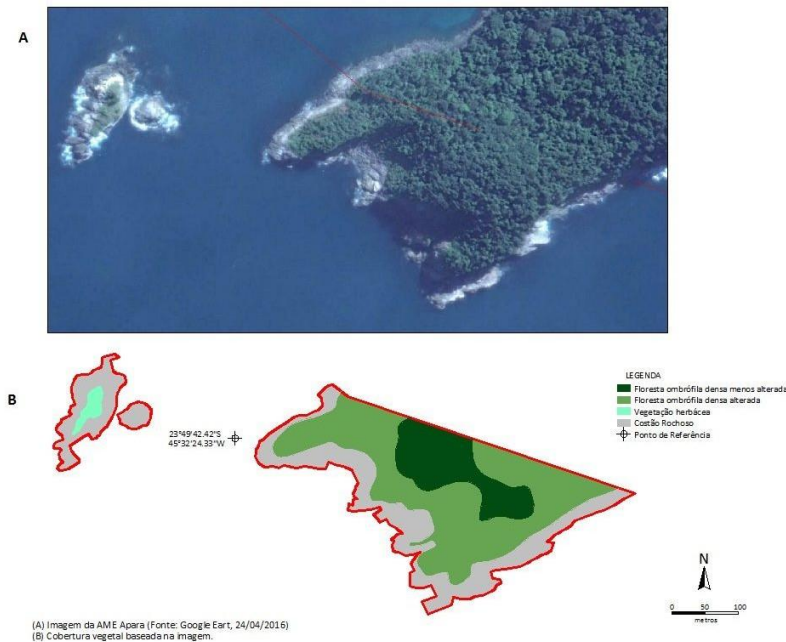 A
B
23°49'42.42"S
45°32'24.33"W
LEGENDA
Floresta ombrófila densa menos alterada
Floresta ombrófila densa alterada
Vegetação herbácea
Costão Rochoso
Ponto de Referência
N
0 50 100
metros
(A) Imagem da AME Apara (Fonte: Google Eart, 24/04/2016)
(B) Cobertura vegetal baseada na imagem.